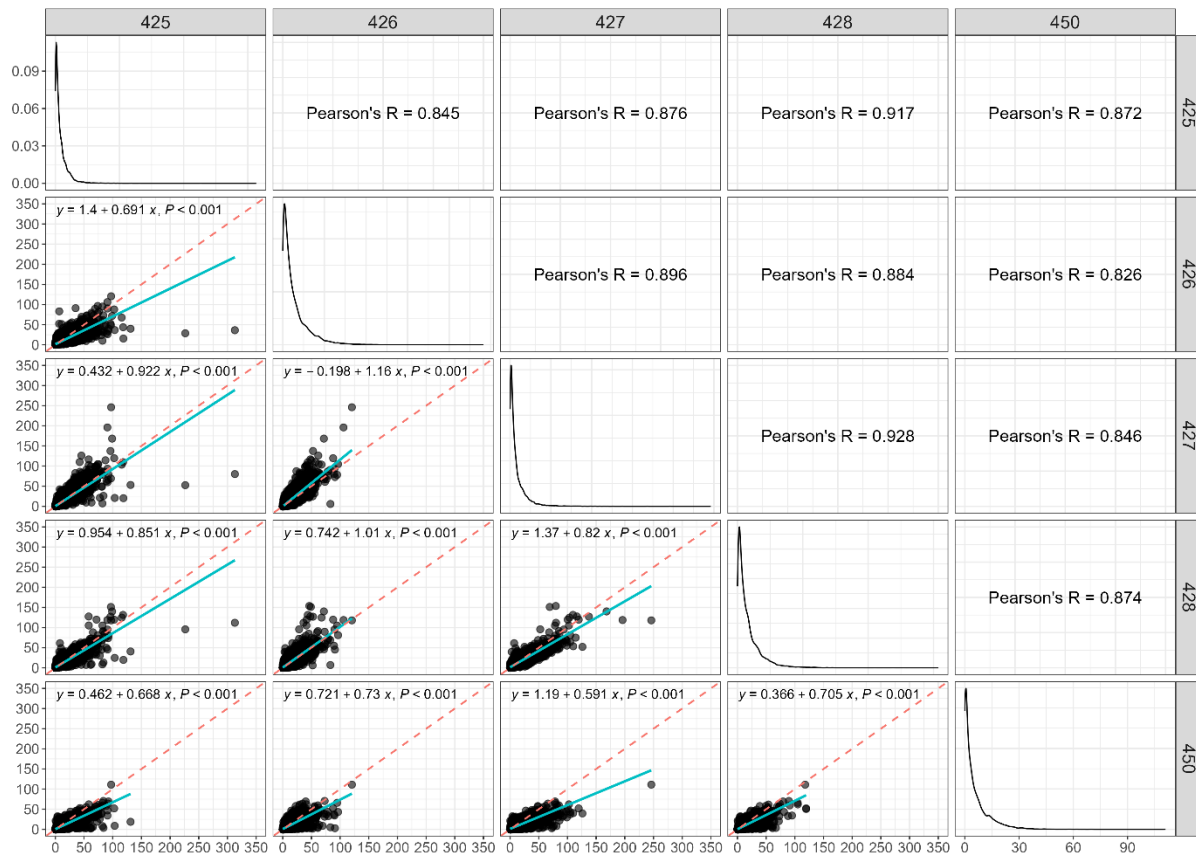 425 426 427 428 450
0.09
0.06
0.03
0.00
Pearson's R = 0.845
Pearson's R = 0.876
Pearson's R = 0.917
Pearson's R = 0.872
425
350
300
250
200
150
100
50
0
y = 1.4 + 0.691 x, P < 0.001
Pearson's R = 0.896
Pearson's R = 0.884
Pearson's R = 0.826
426
350
300
250
200
150
100
50
0
y = 0.432 + 0.922 x, P < 0.001
y = − 0.198 + 1.16 x, P < 0.001
Pearson's R = 0.928
Pearson's R = 0.846
427
350
300
250
200
150
100
50
0
y = 0.954 + 0.851 x, P < 0.001
y = 0.742 + 1.01 x, P < 0.001
y = 1.37 + 0.82 x, P < 0.001
Pearson's R = 0.874
428
350
300
250
200
150
100
50
0
y = 0.462 + 0.668 x, P < 0.001
y = 0.721 + 0.73 x, P < 0.001
y = 1.19 + 0.591 x, P < 0.001
y = 0.366 + 0.705 x, P < 0.001
450
0 50 100 150 200 250 300 350
0 50 100 150 200 250 300 350
0 50 100 150 200 250 300 350
0 50 100 150 200 250 300 350
0 30 60 90